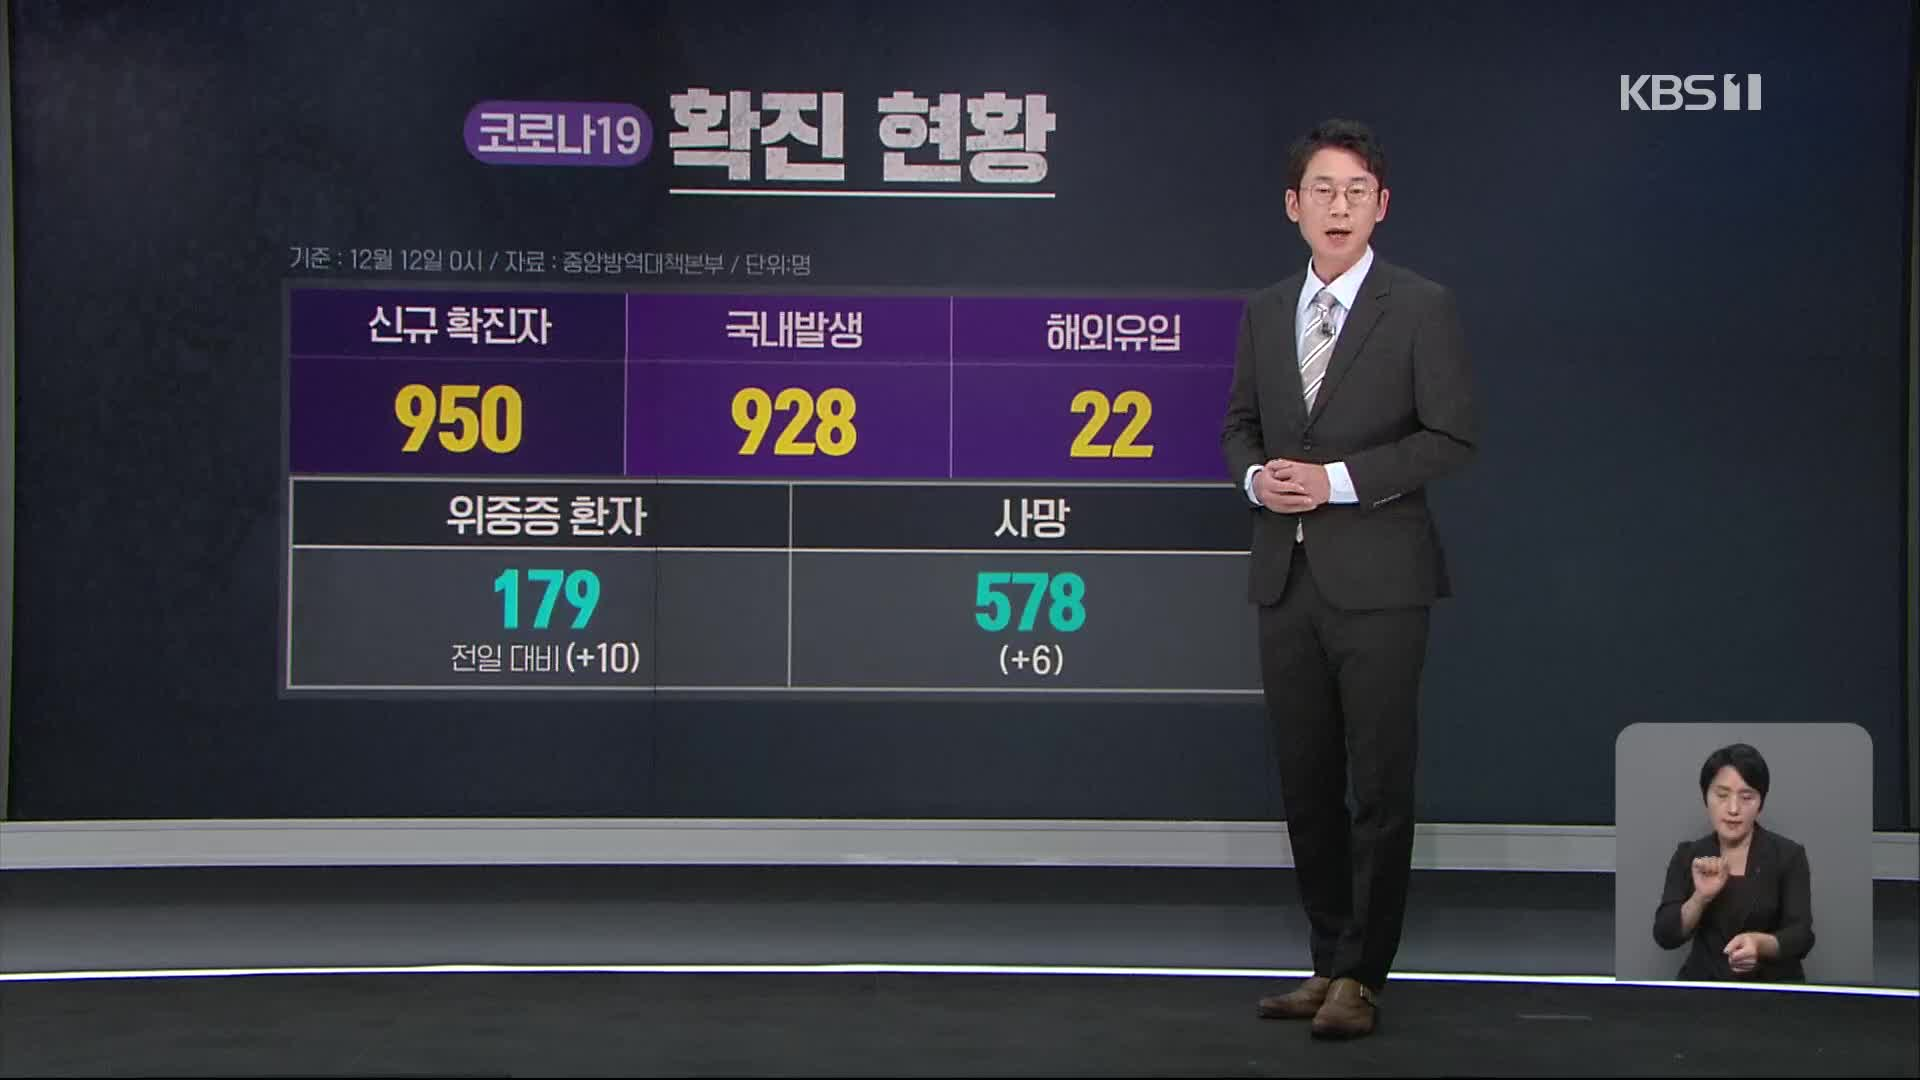 KBS 1
코로나19 확진 현황
기준 : 12월 12일 0시 / 자료 : 중앙방역대책본부 / 단위:명
신규 확진자 국내발생 해외유입
950 928 22
위중증 환자 사망
179 578
전일 대비 (+10) (+6)